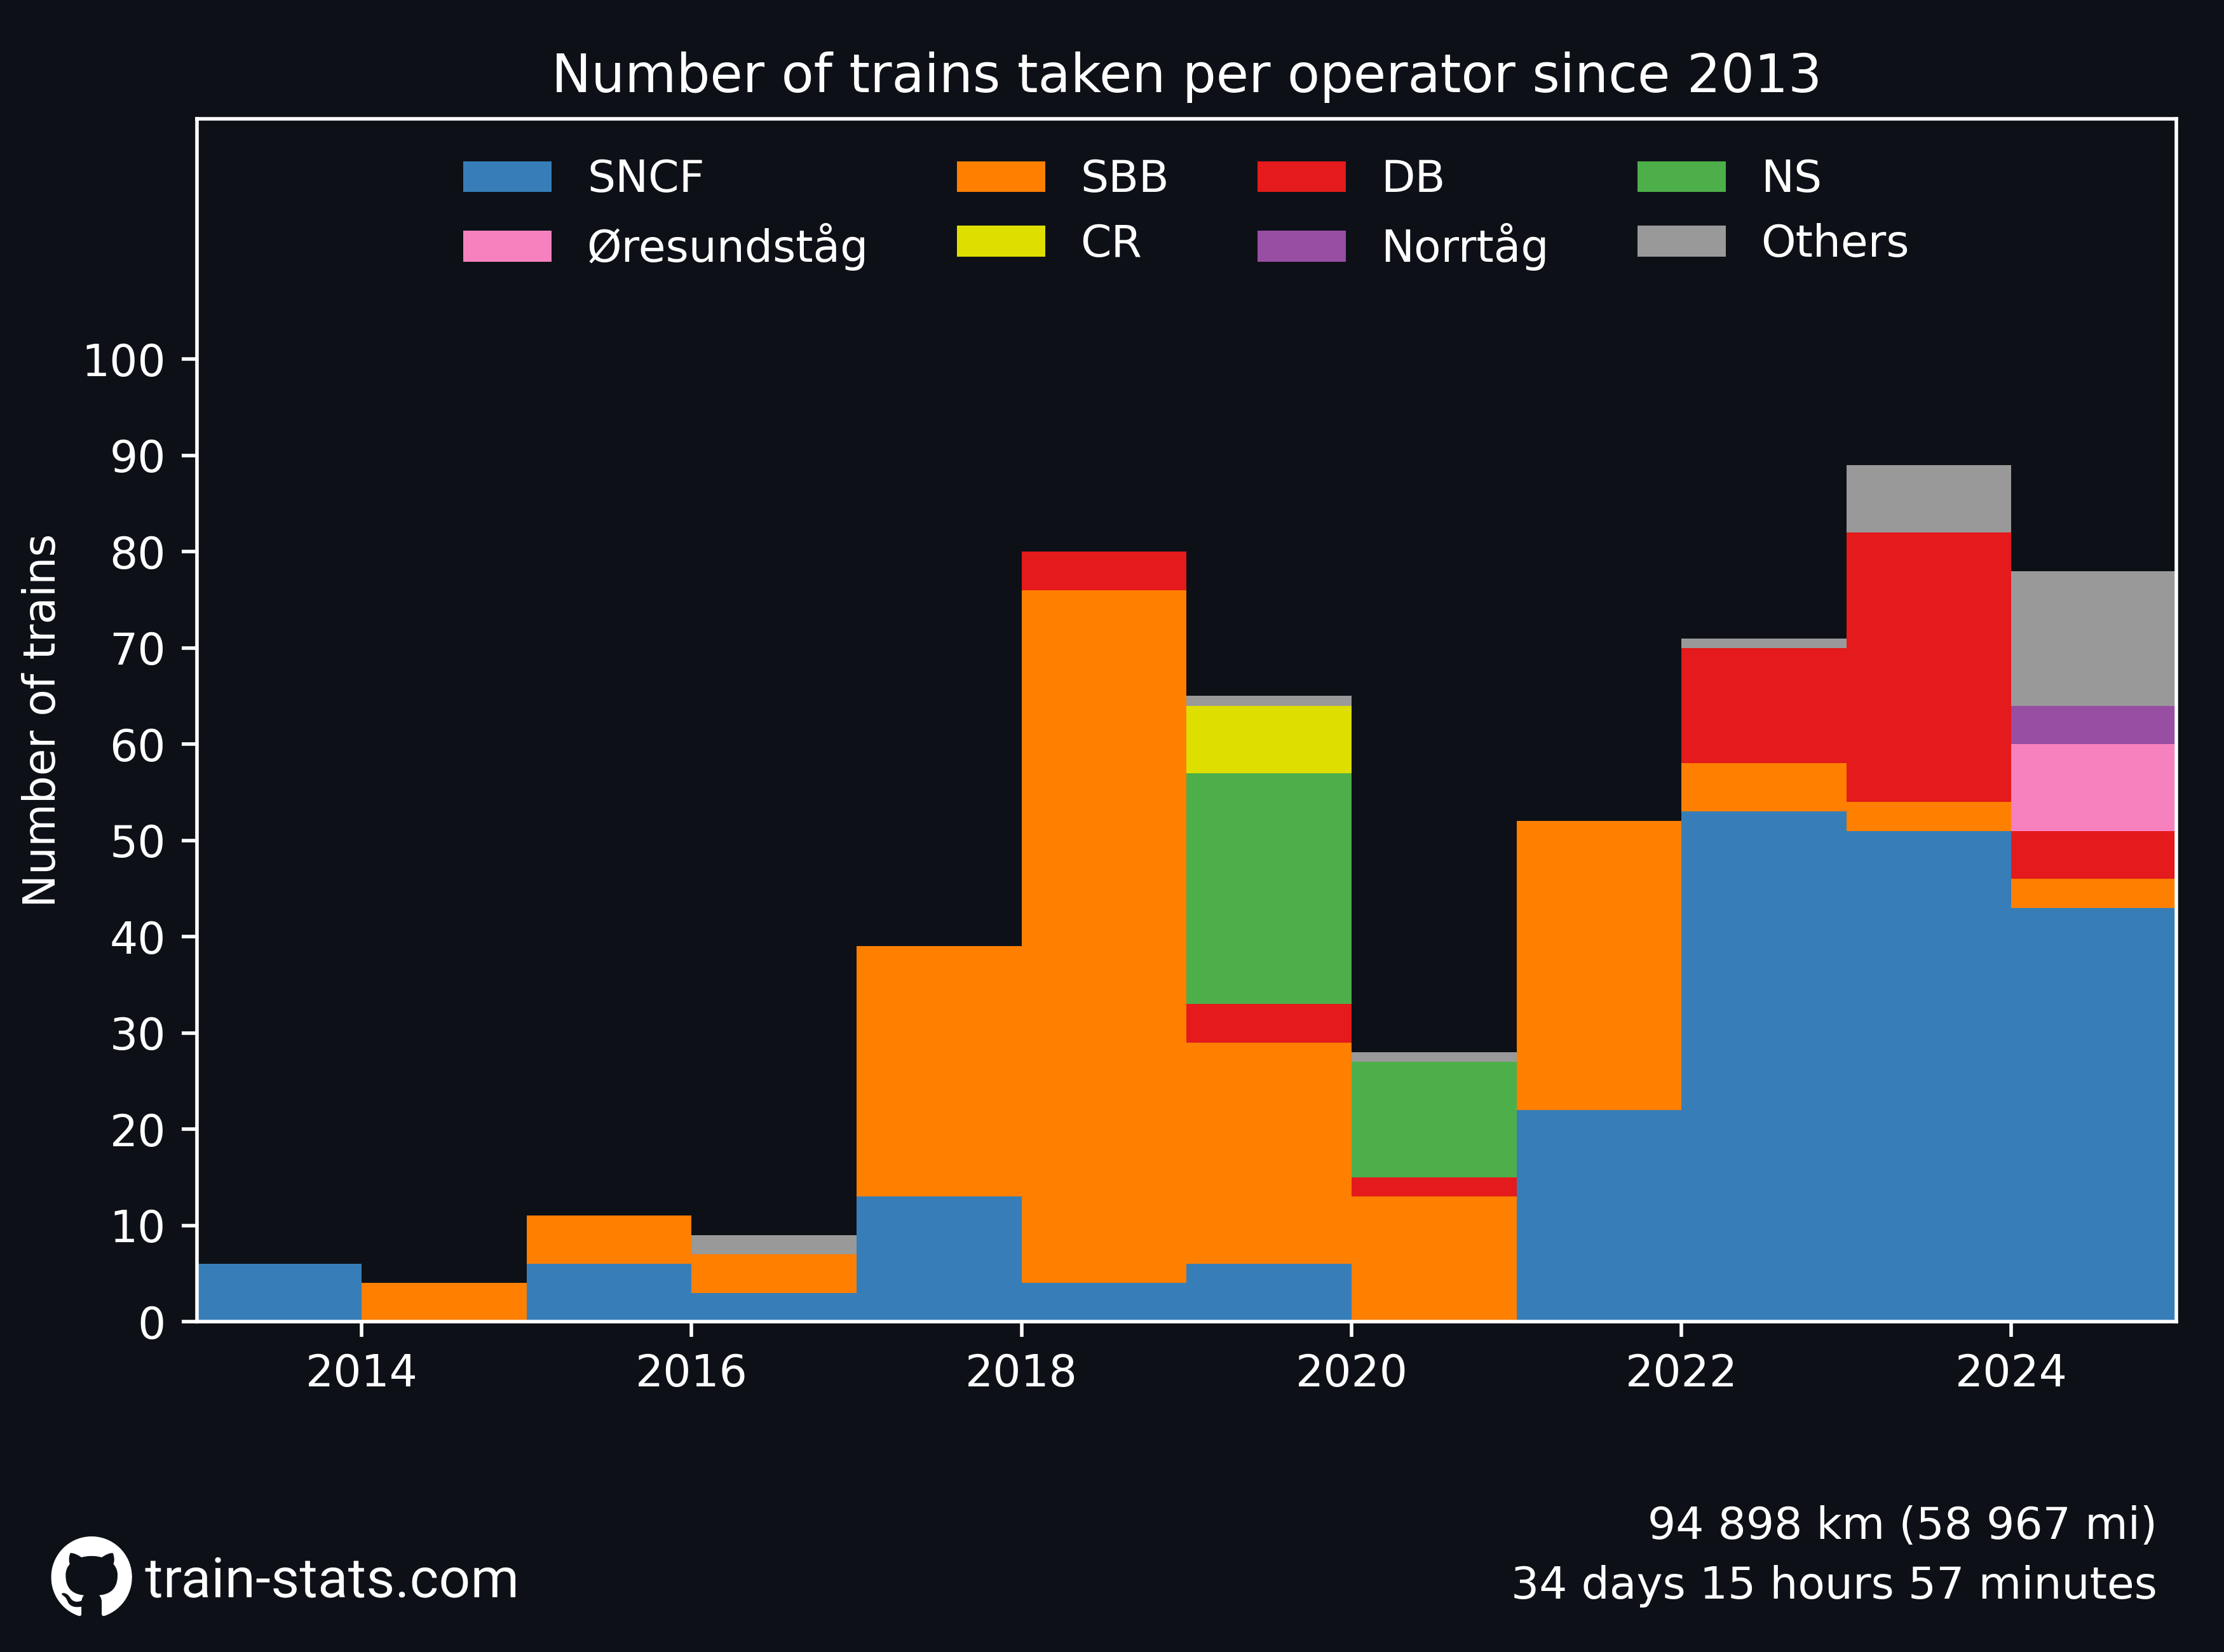 Number of trains taken per operator since 2013
SNCF SBB DB NS
Øresundståg CR Norrtåg Others
Number of trains
100
90
80
70
60
50
40
30
20
10
0
2014 2016 2018 2020 2022 2024
94 898 km (58 967 mi)
train-stats.com
34 days 15 hours 57 minutes